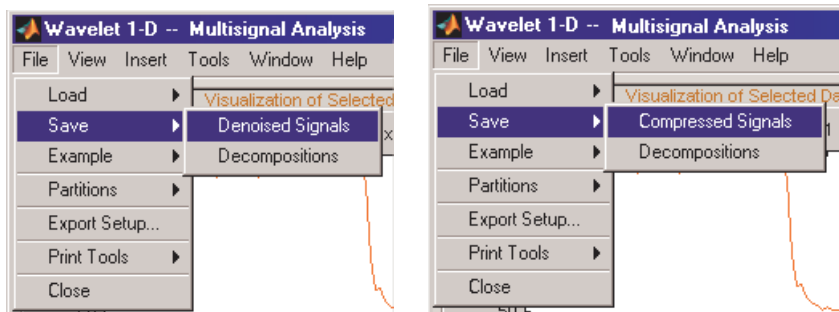 Wavelet 1-D -- Multisignal Analysis
File View Insert Tools Window Help
Load
Visualization of Selected
Save
Denoised Signals
Example
Decompositions
Partitions
Export Setup...
Print Tools
Close
Wavelet 1-D -- Multisignal Analysis
File View Insert Tools Window Help
Load
Visualization of Selected Da
Save
Compressed Signals
Example
Decompositions
Partitions
Export Setup...
Print Tools
Close